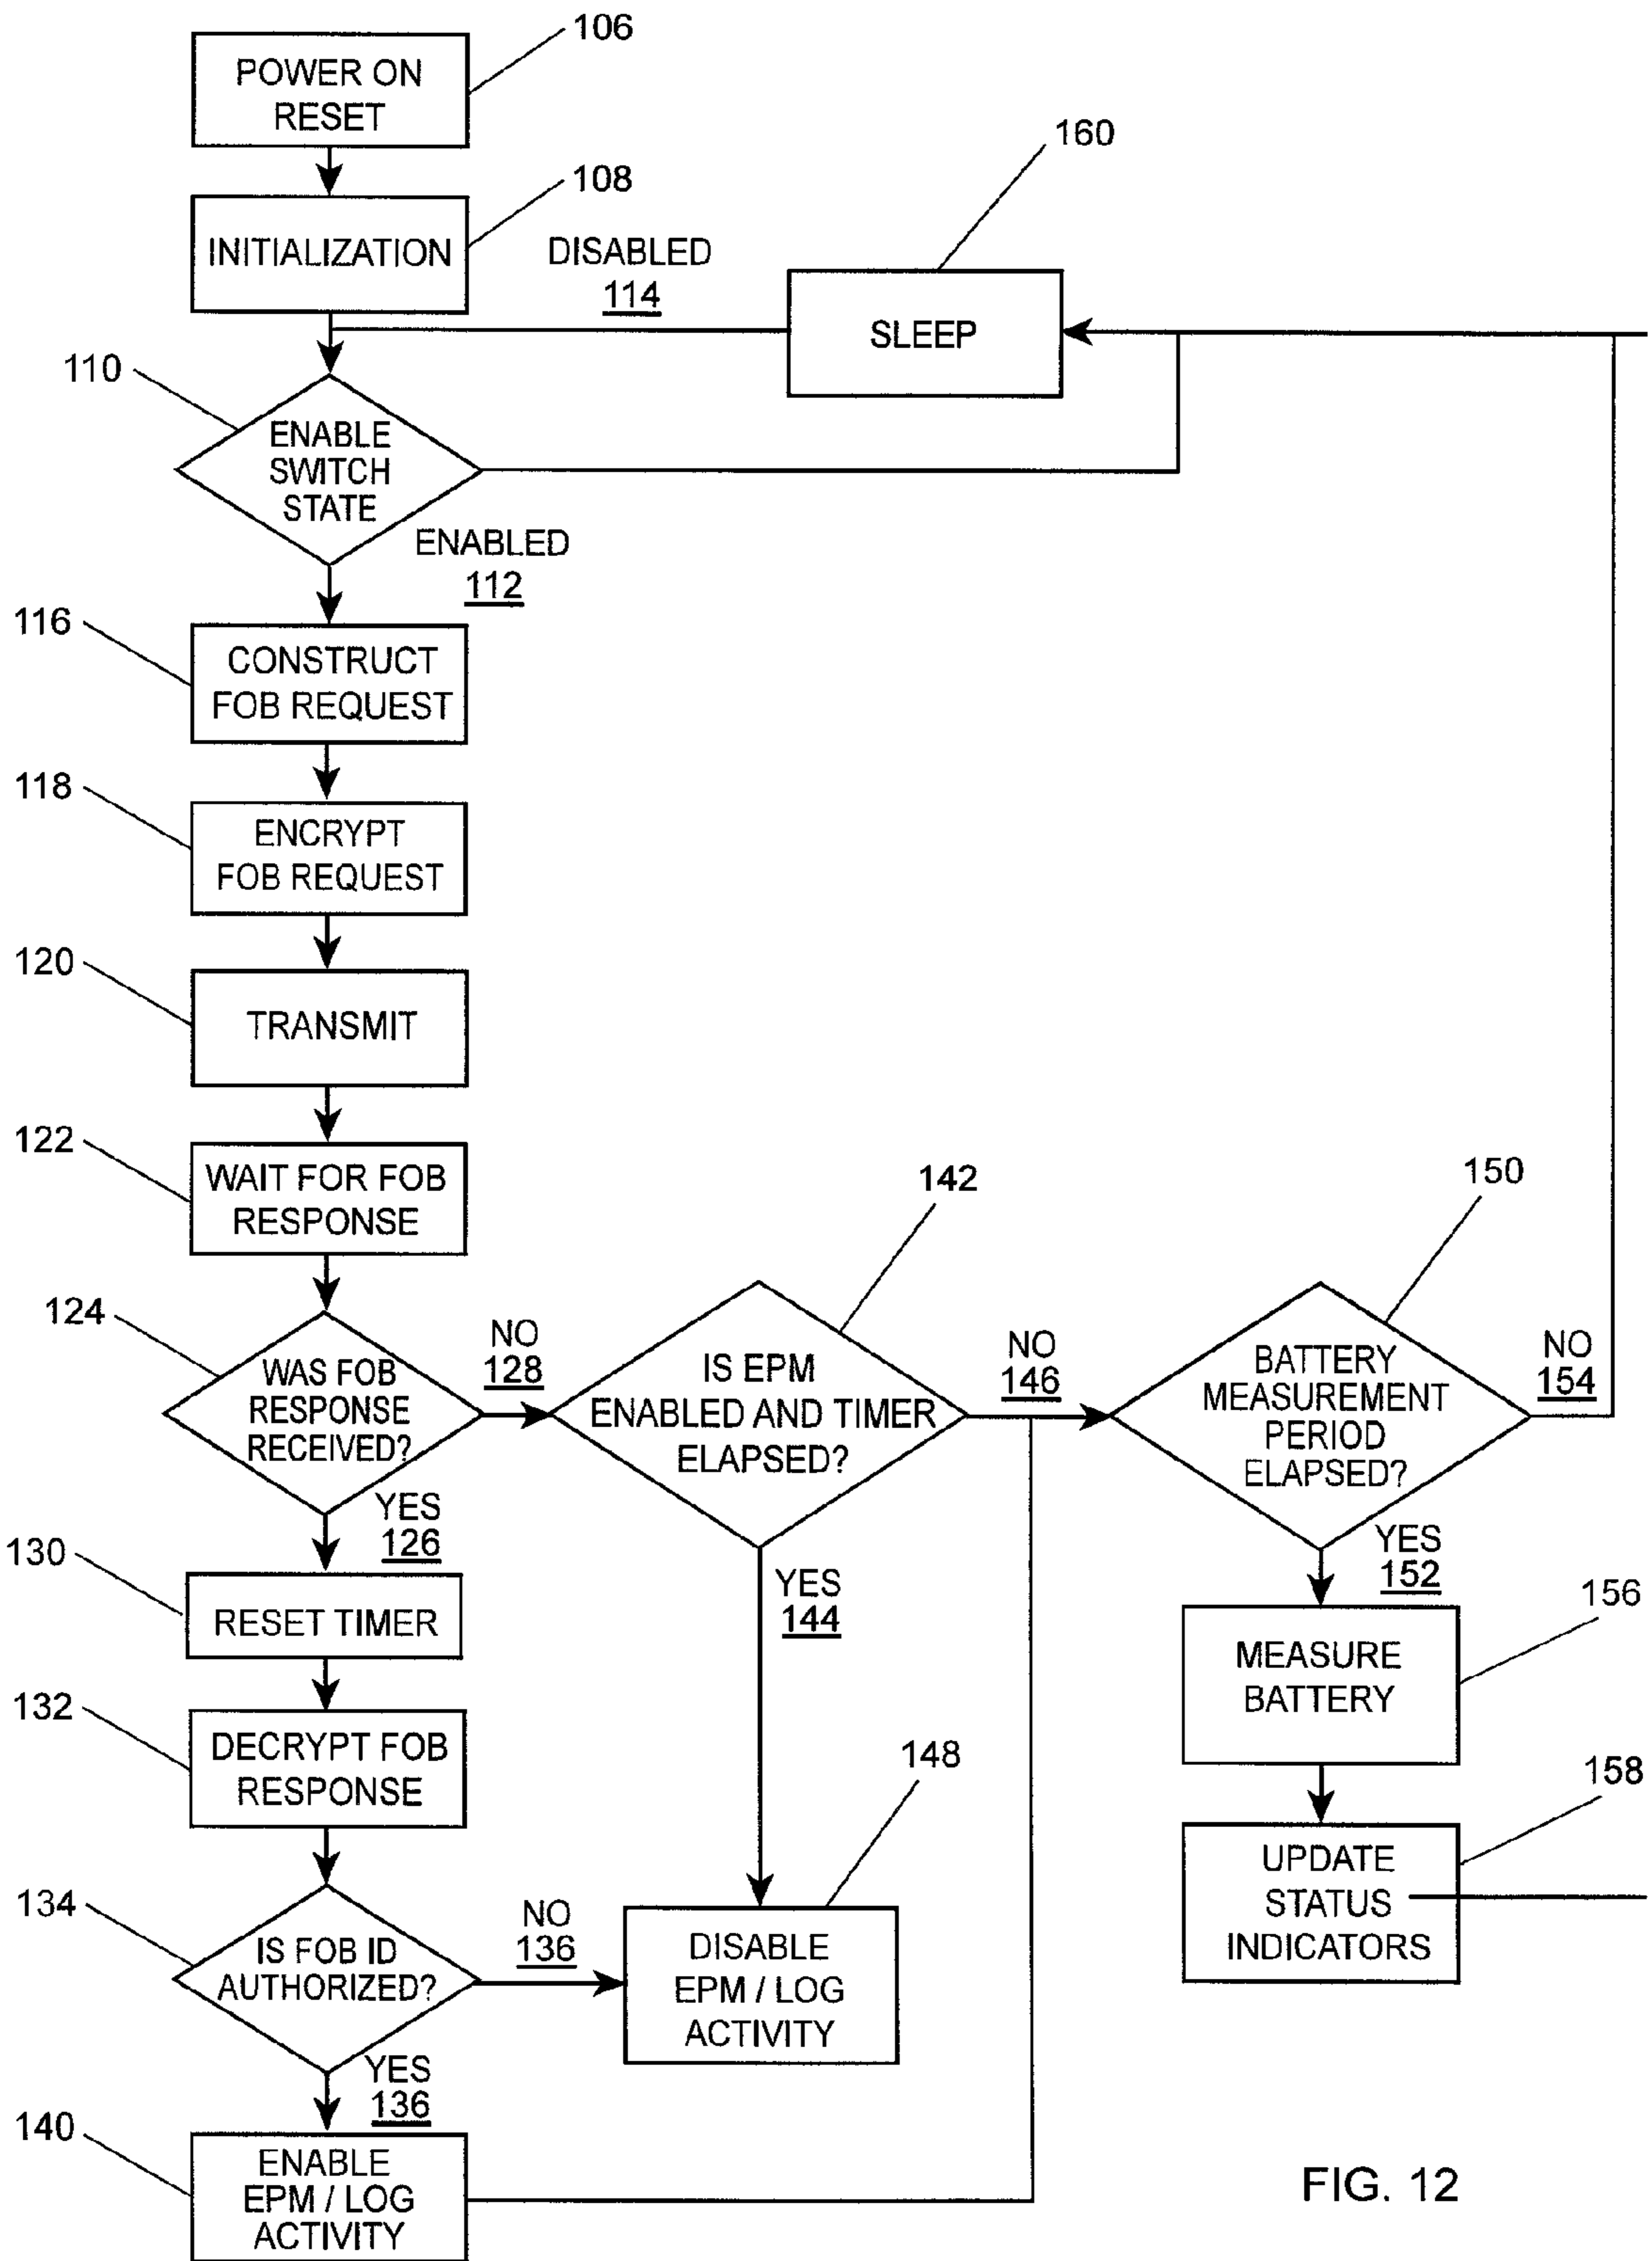 106
POWER ON
RESET
160
108
INITIALIZATION
DISABLED
114
SLEEP
110
ENABLE
SWITCH
STATE
ENABLED
112
116
CONSTRUCT
FOB REQUEST
118
ENCRYPT
FOB REQUEST
120
TRANSMIT
122
WAIT FOR FOB
RESPONSE
142
150
124
WAS FOB
RESPONSE
RECEIVED?
NO
128
IS EPM
ENABLED AND TIMER
ELAPSED?
NO
146
BATTERY
MEASUREMENT
PERIOD
ELAPSED?
NO
154
YES
126
YES
144
YES
152
130
RESET TIMER
156
MEASURE
BATTERY
132
DECRYPT FOB
RESPONSE
148
158
UPDATE
STATUS
INDICATORS
134
IS FOB ID
AUTHORIZED?
NO
136
DISABLE
EPM / LOG
ACTIVITY
YES
136
140
ENABLE
EPM / LOG
ACTIVITY
FIG. 12